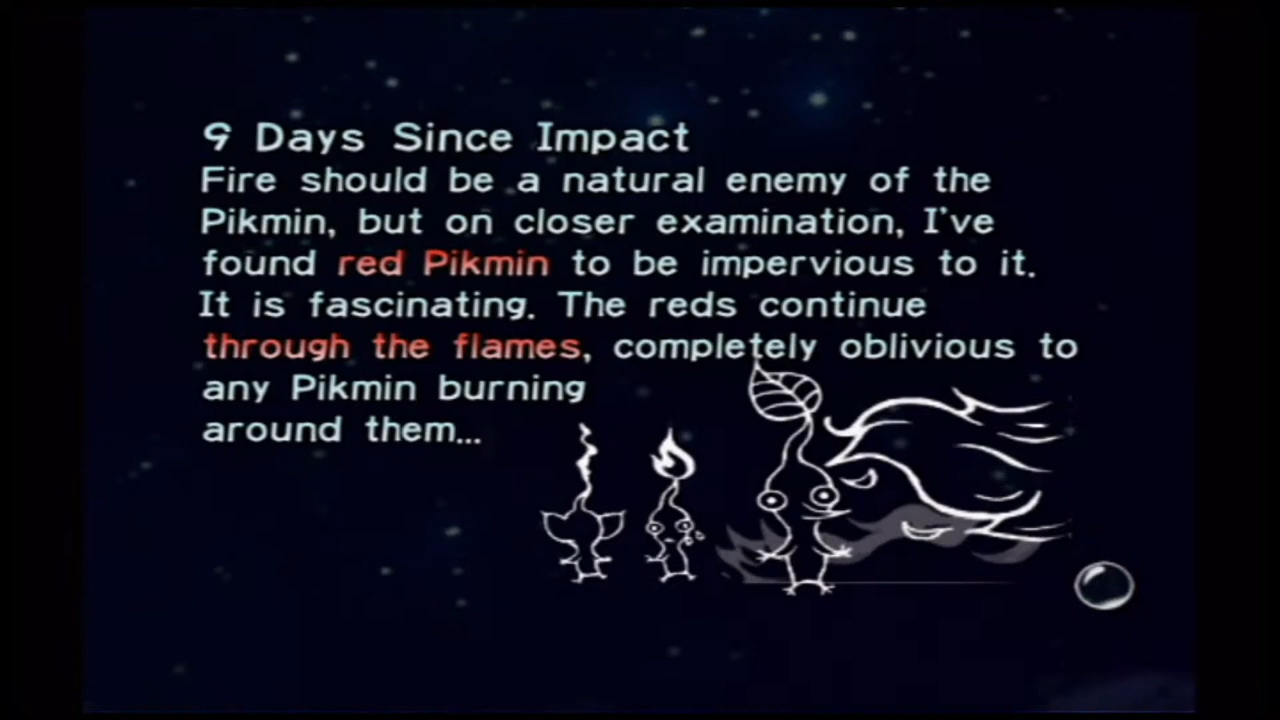 9 Days Since Impact
Fire should be a natural enemy of the
Pikmin, but on closer examination, I've
found red Pikmin to be impervious to it.
It is fascinating. The reds continue
through the flames, completely oblivious to
any Pikmin burning
around them...